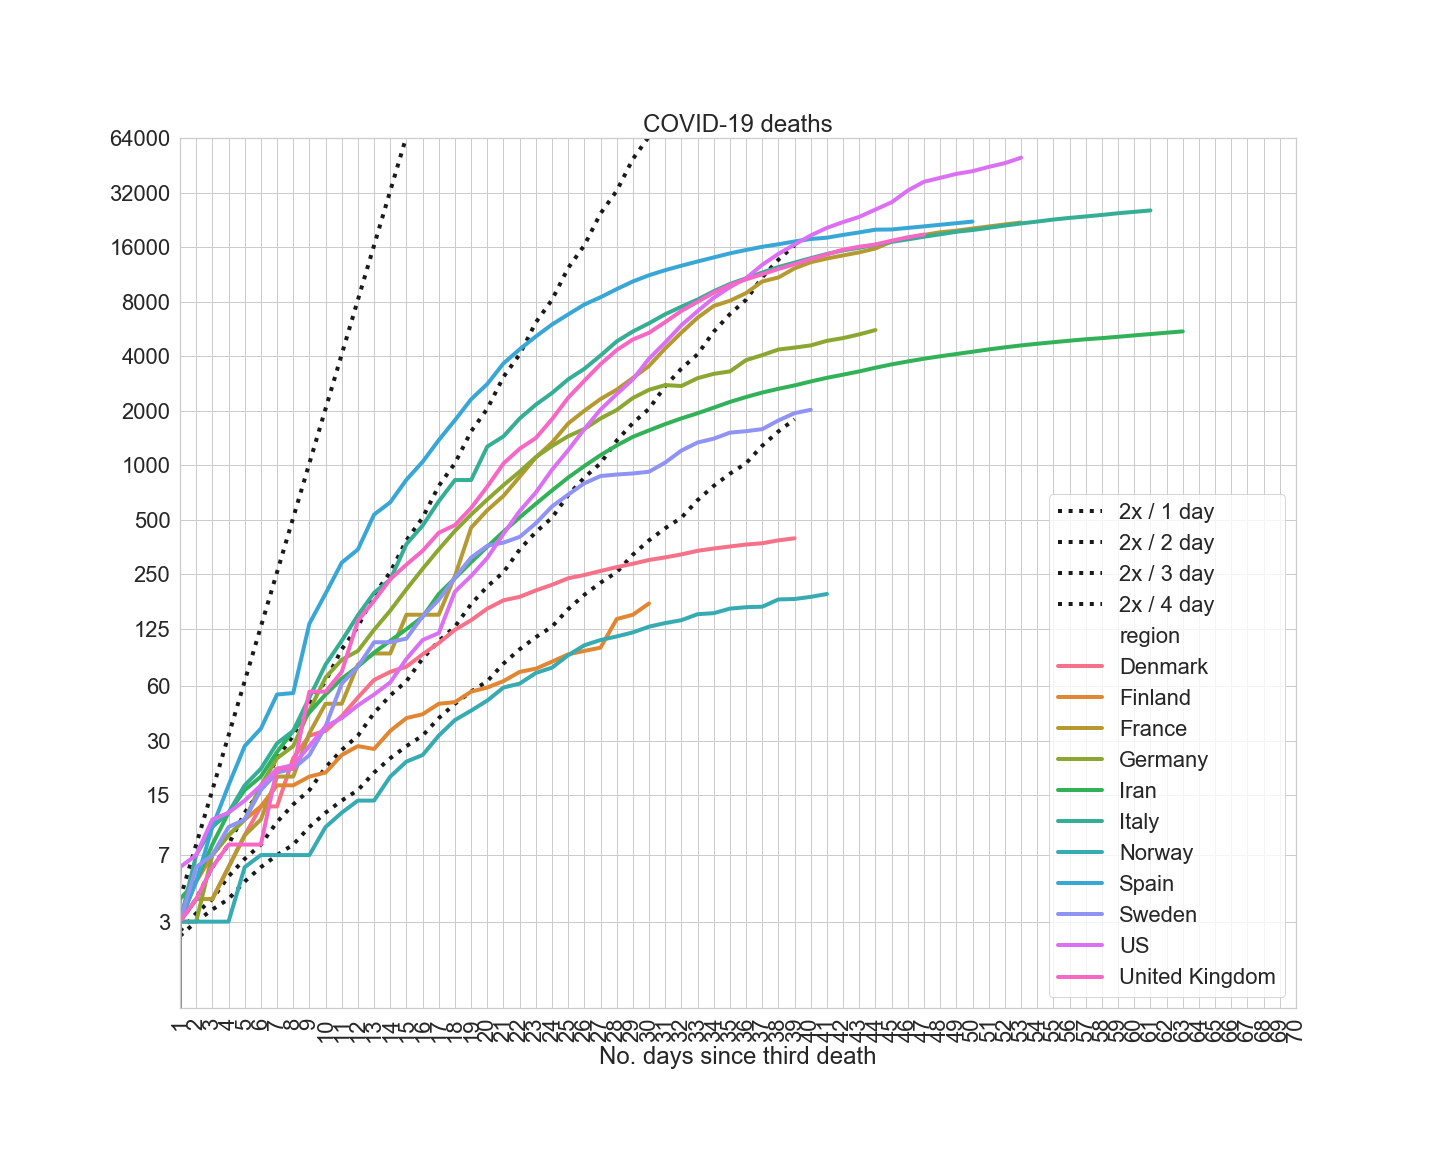 COVID-19 deaths
64000
32000
16000
8000
4000
2000
1000
500
250
125
60
30
15
7
3
2x / 1 day
2x / 2 day
2x / 3 day
2x / 4 day
region
Denmark
Finland
France
Germany
Iran
Italy
Norway
Spain
Sweden
US
United Kingdom
1 2 3 4 5 6 7 8 9 10 11 12 13 14 15 16 17 18 19 20 21 22 23 24 25 26 27 28 29 30 31 32 33 34 35 36 37 38 39 40 41 42 43 44 45 46 47 48 49 50 51 52 53 54 55 56 57 58 59 60 61 62 63 64 65 66 67 68 69 70
No. days since third death